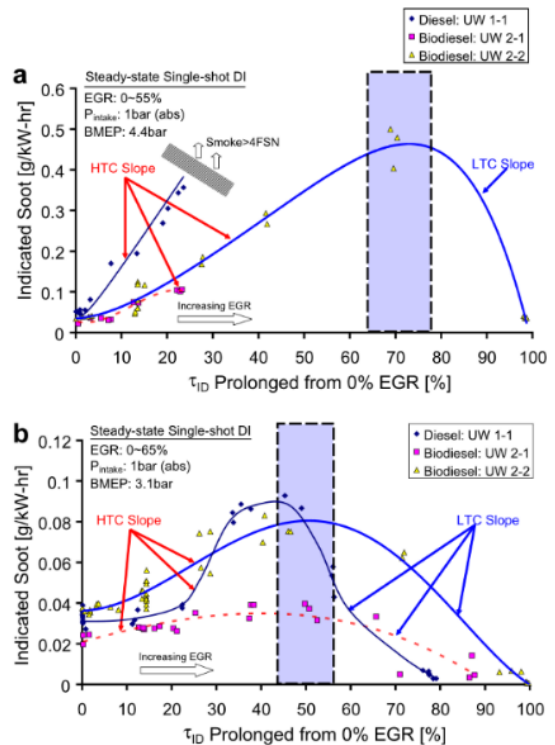 Diesel: UW 1-1
Biodiesel: UW 2-1
Biodiesel: UW 2-2
a
Steady-state Single-shot DI
EGR: 0~55%
P_intake: 1bar (abs)
BMEP: 4.4bar
Smoke>4FSN
HTC Slope
LTC Slope
Increasing EGR
Indicated Soot [g/kW-hr]
0.6
0.5
0.4
0.3
0.2
0.1
0
0 10 20 30 40 50 60 70 80 90 100
τ_ID Prolonged from 0% EGR [%]
b
Steady-state Single-shot DI
EGR: 0~65%
P_intake: 1bar (abs)
BMEP: 3.1bar
Diesel: UW 1-1
Biodiesel: UW 2-1
Biodiesel: UW 2-2
HTC Slope
LTC Slope
Increasing EGR
Indicated Soot [g/kW-hr]
0.12
0.1
0.08
0.06
0.04
0.02
0
0 10 20 30 40 50 60 70 80 90 100
τ_ID Prolonged from 0% EGR [%]